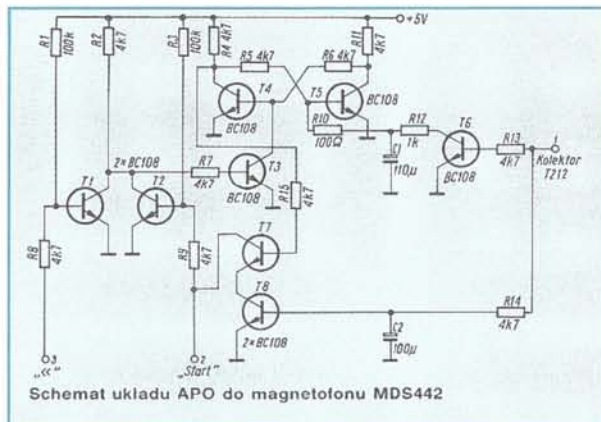 +5V
R1
100k
R2
4k7
R3
100k
R4 4k7
R5 4k7
R6 4k7
R11
4k7
T4
BC108
T5
BC108
R10
100Ω
C1
110µ
R12
1k
T6
BC108
R13
4k7
1
Kolektor
T212
2×BC108
T1
T2
R7
4k7
T3
BC108
R15
4k7
R8
4k7
R9
4k7
T7
T8
2×BC108
C2
100µ
R14
4k7
3
„<<"
2
„Start"
Schemat ukladu APO do magnetofonu MDS442